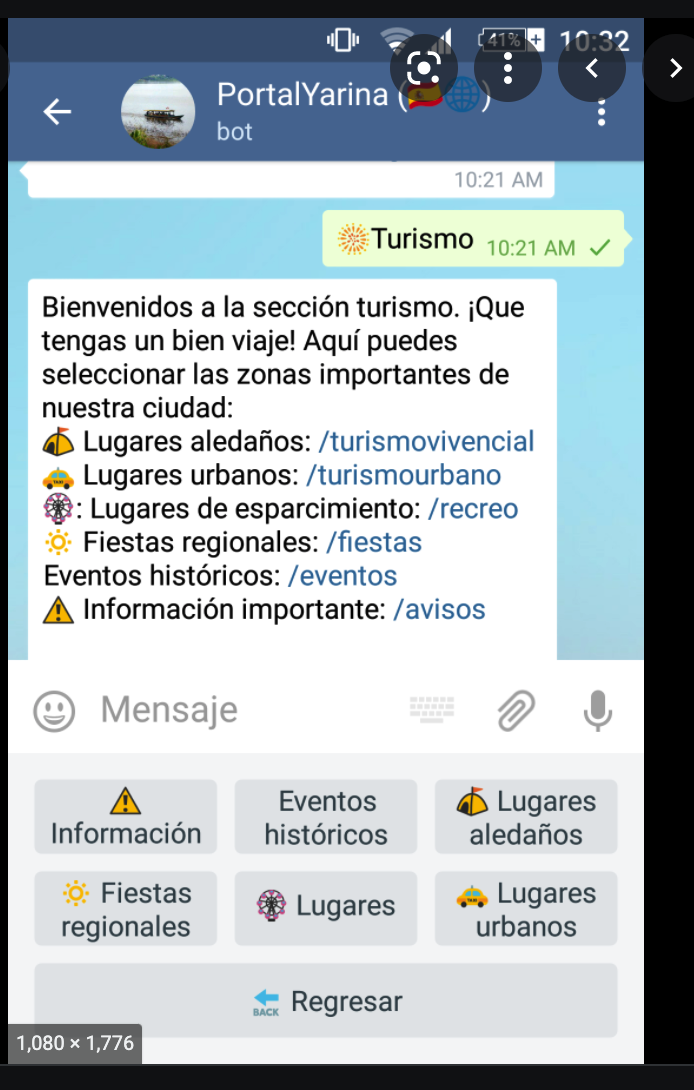 41% 10:32
PortalYarina (🇪🇸🌐)
bot
10:21 AM
Turismo 10:21 AM
Bienvenidos a la sección turismo. ¡Que
tengas un bien viaje! Aquí puedes
seleccionar las zonas importantes de
nuestra ciudad:
Lugares aledaños: /turismovivencial
Lugares urbanos: /turismourbano
: Lugares de esparcimiento: /recreo
Fiestas regionales: /fiestas
Eventos históricos: /eventos
Información importante: /avisos
Mensaje
Información
Eventos
históricos
Lugares
aledaños
Fiestas
regionales
Lugares
Lugares
urbanos
BACK Regresar
1,080 × 1,776